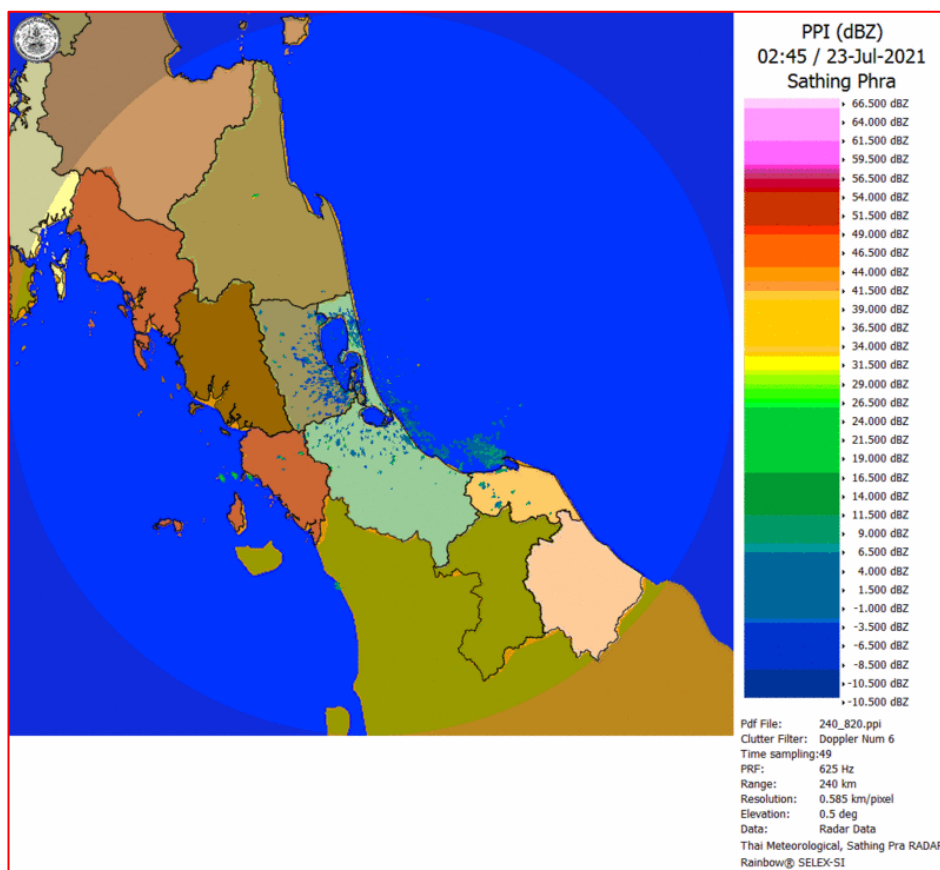 PPI (dBZ)
02:45 / 23-Jul-2021
Sathing Phra
66.500 dBZ
64.000 dBZ
61.500 dBZ
59.500 dBZ
56.500 dBZ
54.000 dBZ
51.500 dBZ
49.000 dBZ
46.500 dBZ
44.000 dBZ
41.500 dBZ
39.000 dBZ
36.500 dBZ
34.000 dBZ
31.500 dBZ
29.000 dBZ
26.500 dBZ
24.000 dBZ
21.500 dBZ
19.000 dBZ
16.500 dBZ
14.000 dBZ
11.500 dBZ
9.000 dBZ
6.500 dBZ
4.000 dBZ
1.500 dBZ
-1.000 dBZ
-3.500 dBZ
-6.500 dBZ
-8.500 dBZ
-10.500 dBZ
-10.500 dBZ
Pdf File: 240_820.ppi
Clutter Filter: Doppler Num 6
Time sampling:49
PRF: 625 Hz
Range: 240 km
Resolution: 0.585 km/pixel
Elevation: 0.5 deg
Data: Radar Data
Thai Meteorological, Sathing Pra RADAR
Rainbow® SELEX-SI